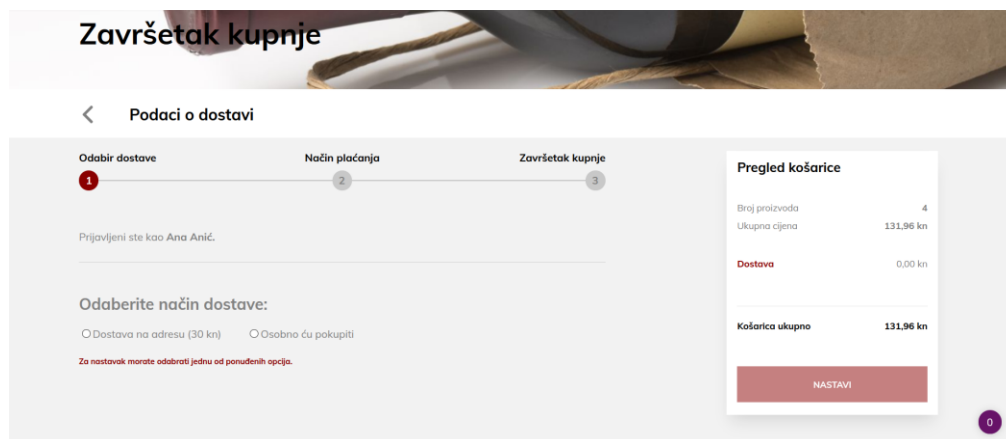 Završetak kupnje
Podaci o dostavi
Odabir dostave
Način plaćanja
Završetak kupnje
1
2
3
Prijavljeni ste kao Ana Anić.
Odaberite način dostave:
Dostava na adresu (30 kn)
Osobno ću pokupiti
Za nastavak morate odabrati jednu od ponuđenih opcija.
Pregled košarice
Broj proizvoda 4
Ukupna cijena 131,96 kn
Dostava 0,00 kn
Košarica ukupno 131,96 kn
NASTAVI
0